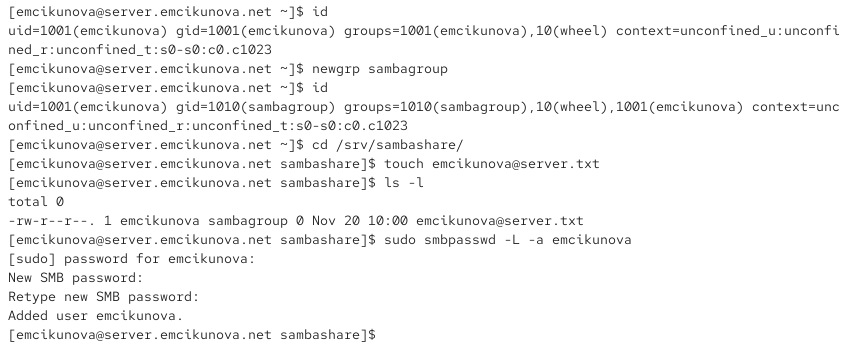 [emcikunova@server.emcikunova.net ~]$ id
uid=1001(emcikunova) gid=1001(emcikunova) groups=1001(emcikunova),10(wheel) context=unconfined_u:unconfi
ned_r:unconfined_t:s0-s0:c0.c1023
[emcikunova@server.emcikunova.net ~]$ newgrp sambagroup
[emcikunova@server.emcikunova.net ~]$ id
uid=1001(emcikunova) gid=1010(sambagroup) groups=1010(sambagroup),10(wheel),1001(emcikunova) context=unc
onfined_u:unconfined_r:unconfined_t:s0-s0:c0.c1023
[emcikunova@server.emcikunova.net ~]$ cd /srv/sambashare/
[emcikunova@server.emcikunova.net sambashare]$ touch emcikunova@server.txt
[emcikunova@server.emcikunova.net sambashare]$ ls -l
total 0
-rw-r--r--. 1 emcikunova sambagroup 0 Nov 20 10:00 emcikunova@server.txt
[emcikunova@server.emcikunova.net sambashare]$ sudo smbpasswd -L -a emcikunova
[sudo] password for emcikunova:
New SMB password:
Retype new SMB password:
Added user emcikunova.
[emcikunova@server.emcikunova.net sambashare]$